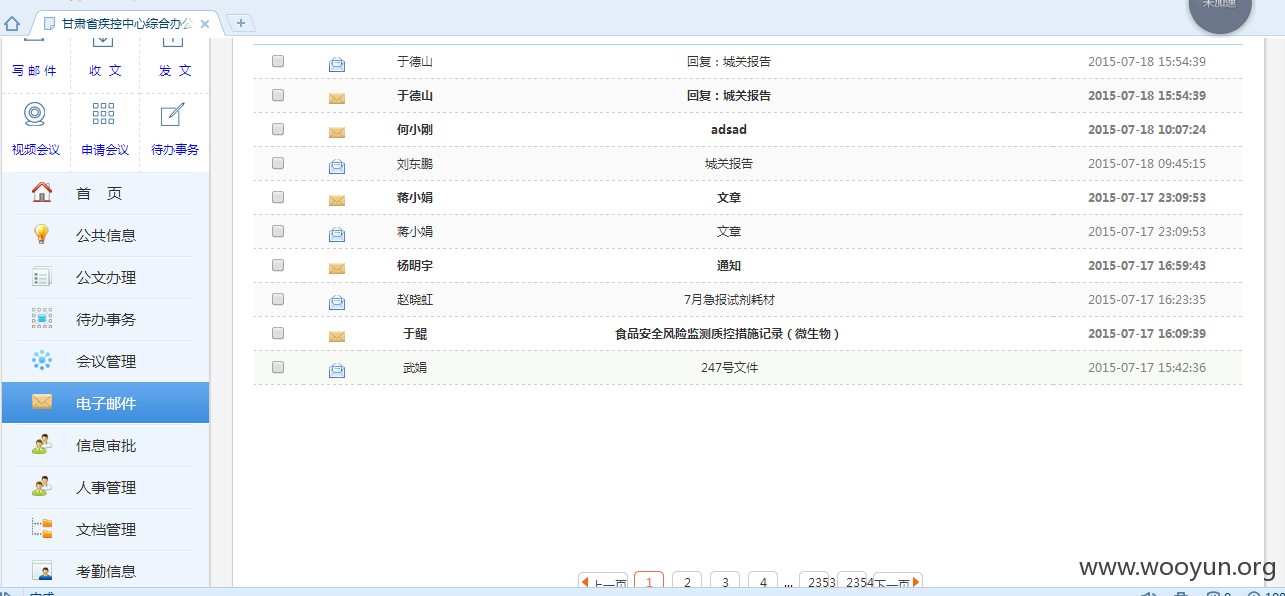 未加速
甘肃省疾控中心综合办公
写 邮 件 收 文 发 文
视频会议 申请会议 待办事务
首 页
公共信息
公文办理
待办事务
会议管理
电子邮件
信息审批
人事管理
文档管理
考勤信息
于德山 回复：城关报告 2015-07-18 15:54:39
于德山 回复：城关报告 2015-07-18 15:54:39
何小刚 adsad 2015-07-18 10:07:24
刘东鹏 城关报告 2015-07-18 09:45:15
蒋小娟 文章 2015-07-17 23:09:53
蒋小娟 文章 2015-07-17 23:09:53
杨明宇 通知 2015-07-17 16:59:43
赵晓虹 7月急报试剂耗材 2015-07-17 16:23:35
于鲲 食品安全风险监测质控措施记录（微生物） 2015-07-17 16:09:39
武娟 247号文件 2015-07-17 15:42:36
上一页 1 2 3 4 ... 2353 2354 下一页
www.wooyun.org